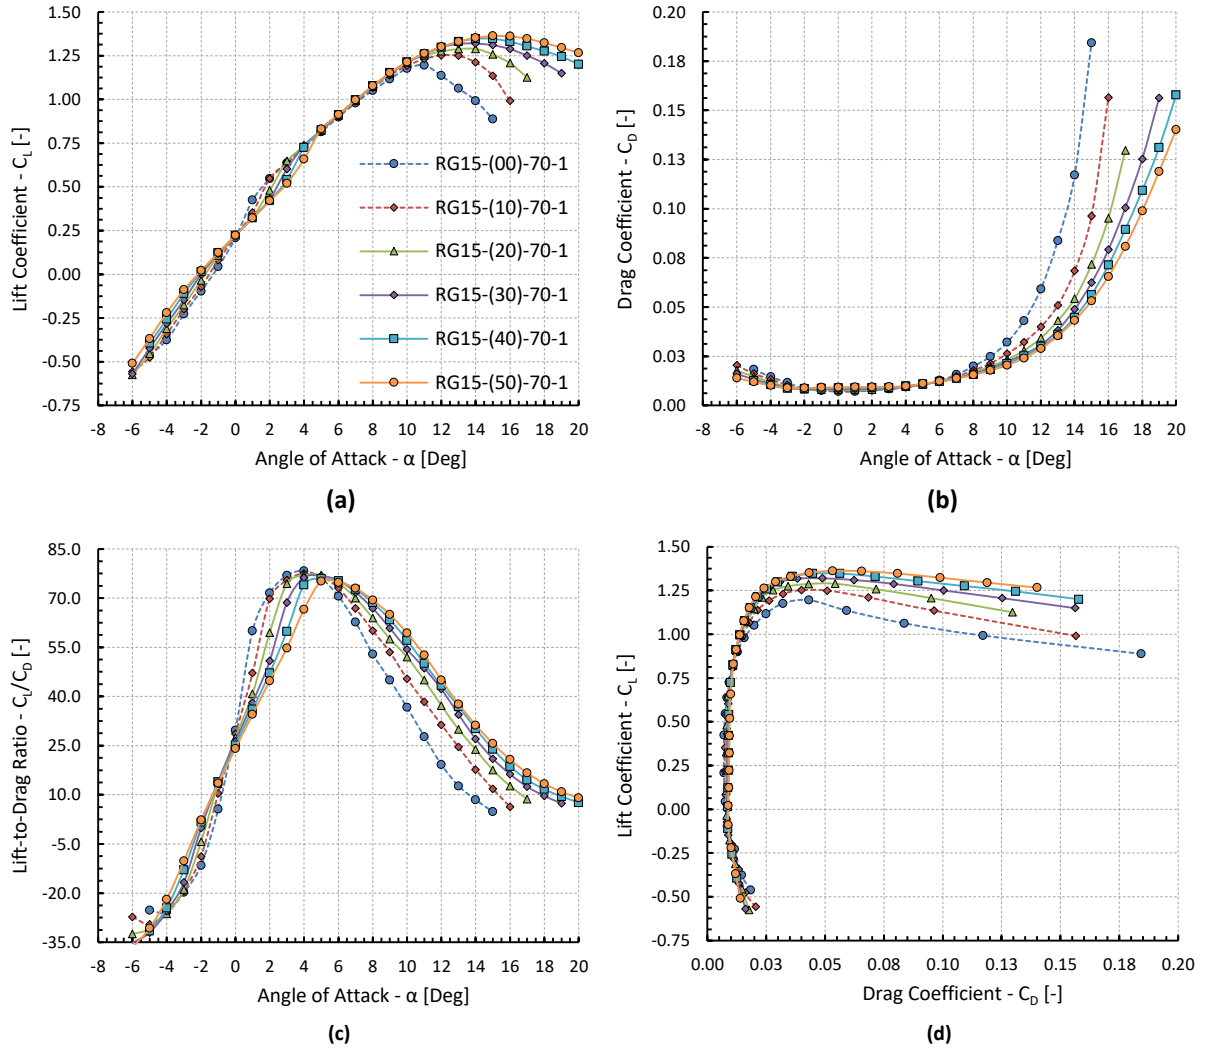 1.50
1.25
1.00
0.75
0.50
0.25
0.00
-0.25
-0.50
-0.75
Lift Coefficient - CL [-]
RG15-(00)-70-1
RG15-(10)-70-1
RG15-(20)-70-1
RG15-(30)-70-1
RG15-(40)-70-1
RG15-(50)-70-1
-8 -6 -4 -2 0 2 4 6 8 10 12 14 16 18 20
Angle of Attack - α [Deg]
(a)
0.20
0.18
0.15
0.13
0.10
0.08
0.05
0.03
0.00
Drag Coefficient - CD [-]
-8 -6 -4 -2 0 2 4 6 8 10 12 14 16 18 20
Angle of Attack - α [Deg]
(b)
85.0
70.0
55.0
40.0
25.0
10.0
-5.0
-20.0
-35.0
Lift-to-Drag Ratio - CL/CD [-]
-8 -6 -4 -2 0 2 4 6 8 10 12 14 16 18 20
Angle of Attack - α [Deg]
(c)
1.50
1.25
1.00
0.75
0.50
0.25
0.00
-0.25
-0.50
-0.75
Lift Coefficient - CL [-]
0.00 0.03 0.05 0.08 0.10 0.13 0.15 0.18 0.20
Drag Coefficient - CD [-]
(d)